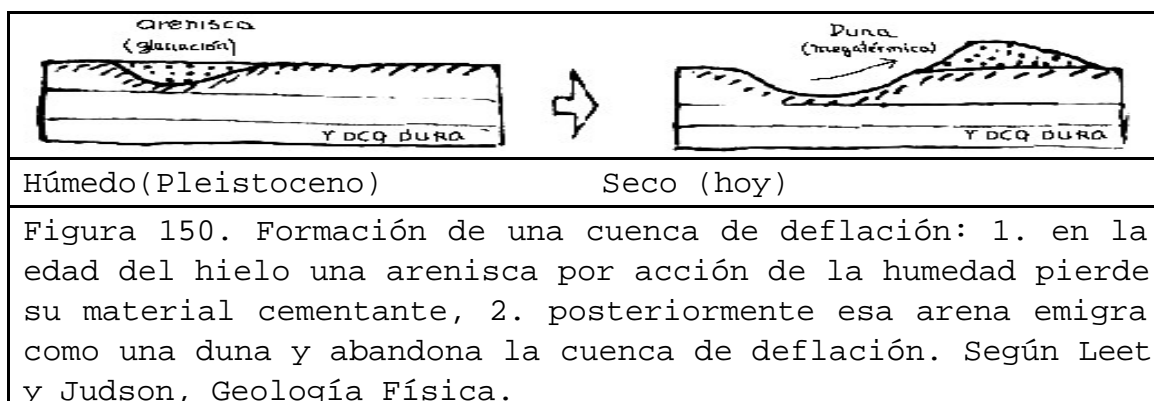 arenisca
(glaciación)
Duna
(megatérmico)
roca dura
roca dura
Húmedo(Pleistoceno) Seco (hoy)
Figura 150. Formación de una cuenca de deflación: 1. en la
edad del hielo una arenisca por acción de la humedad pierde
su material cementante, 2. posteriormente esa arena emigra
como una duna y abandona la cuenca de deflación. Según Leet
y Judson, Geología Física.